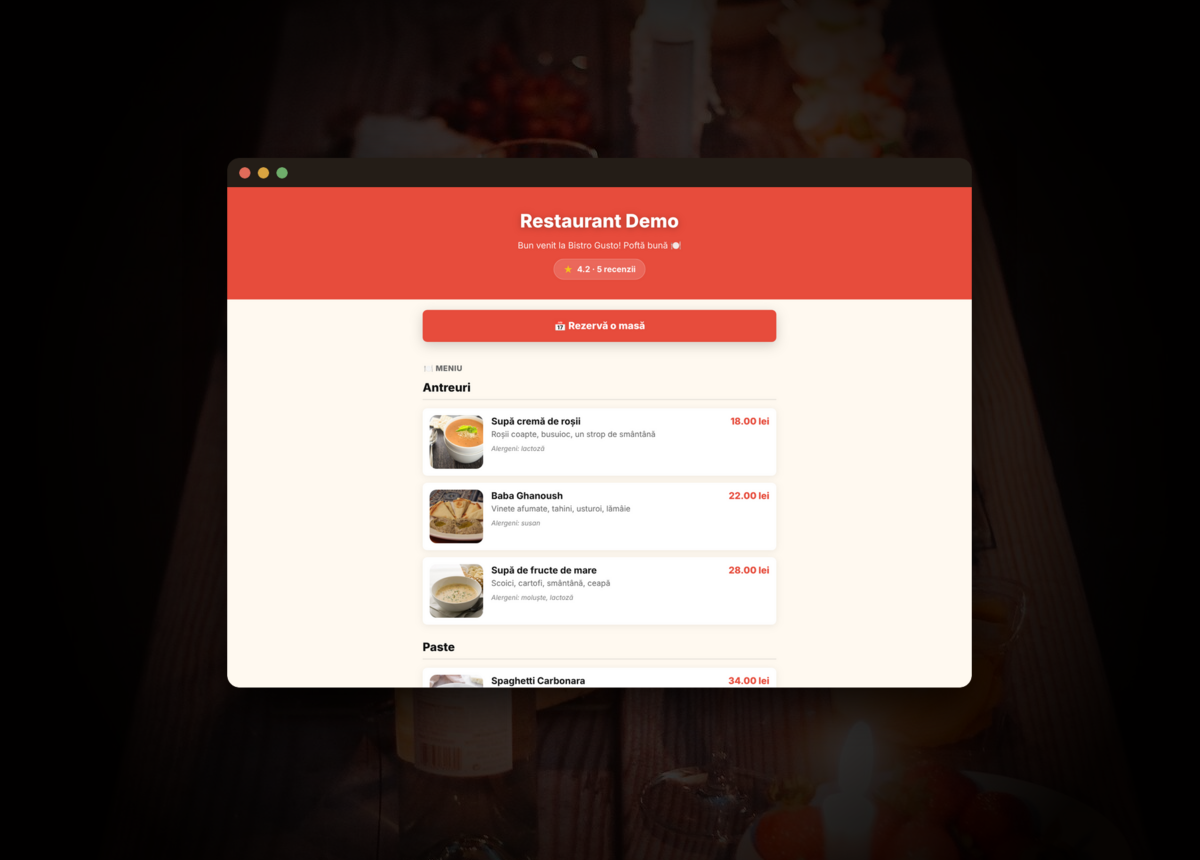 Restaurant Demo
Bun venit la Bistro Gusto! Poftă bună 🍽️
⭐ 4.2 · 5 recenzii
📅 Rezervă o masă
🍽️ MENIU
Antreuri
Supă cremă de roșii 18.00 lei
Roșii coapte, busuioc, un strop de smântână
Alergeni: lactoză
Baba Ghanoush 22.00 lei
Vinete afumate, tahini, usturoi, lămâie
Alergeni: susan
Supă de fructe de mare 28.00 lei
Scoici, cartofi, smântână, ceapă
Alergeni: moluște, lactoză
Paste
Spaghetti Carbonara 34.00 lei